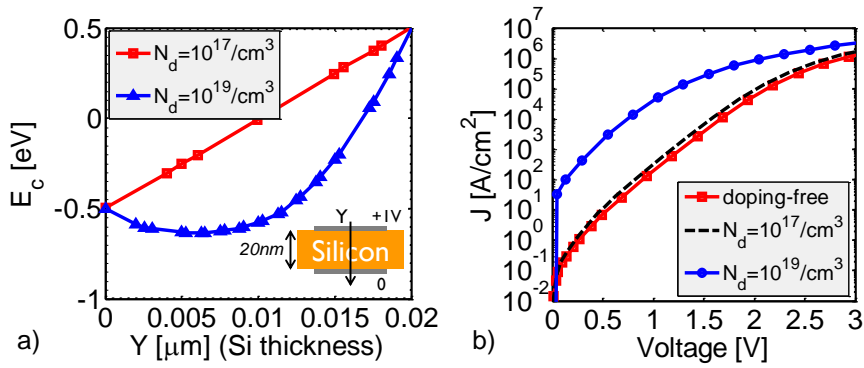 a)
E_c [eV]
0.5
0
-0.5
-1
N_d=10^17/cm^3
N_d=10^19/cm^3
Y
+1V
20nm
Silicon
0
0
0.005
0.01
0.015
0.02
Y [μm] (Si thickness)
b)
J [A/cm^2]
10^7
10^6
10^5
10^4
10^3
10^2
10^1
10^0
10^-1
10^-2
doping-free
N_d=10^17/cm^3
N_d=10^19/cm^3
0
0.5
1
1.5
2
2.5
3
Voltage [V]